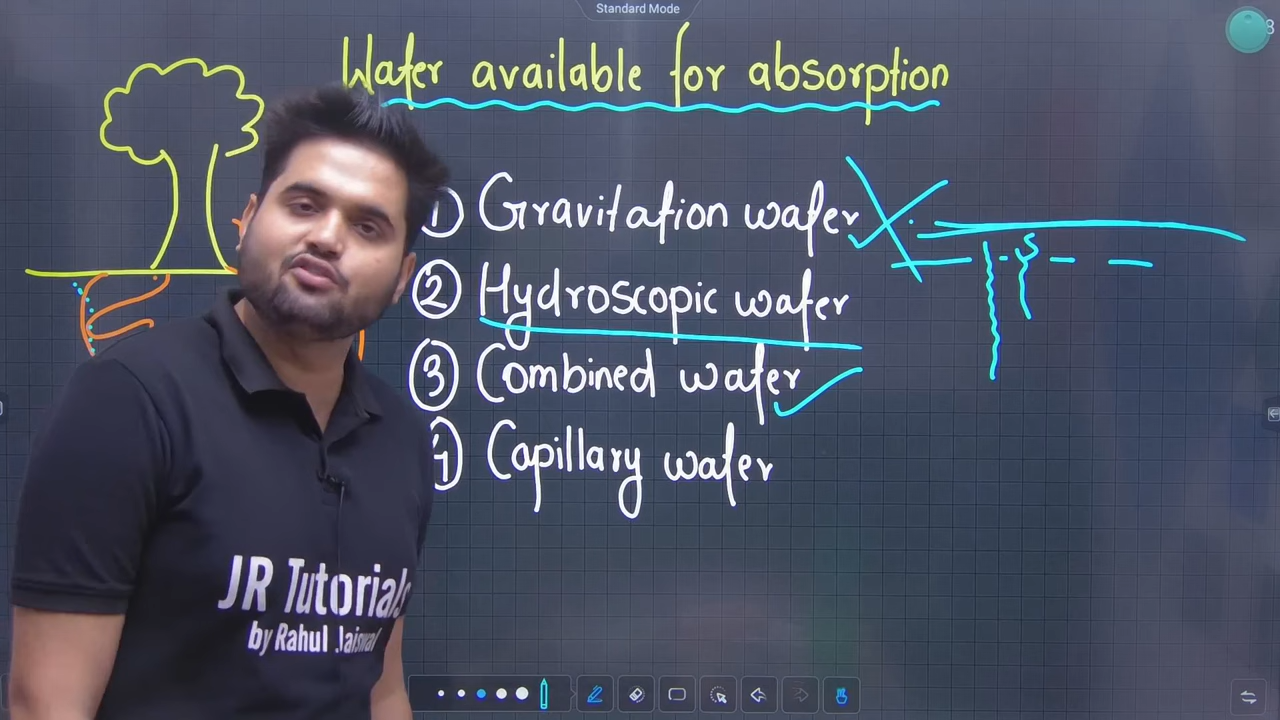 Standard Mode
Water available for absorption
① Gravitation water
② Hydroscopic water
③ Combined water
④ Capillary water
JR Tutorials
by Rahul Jaiswal